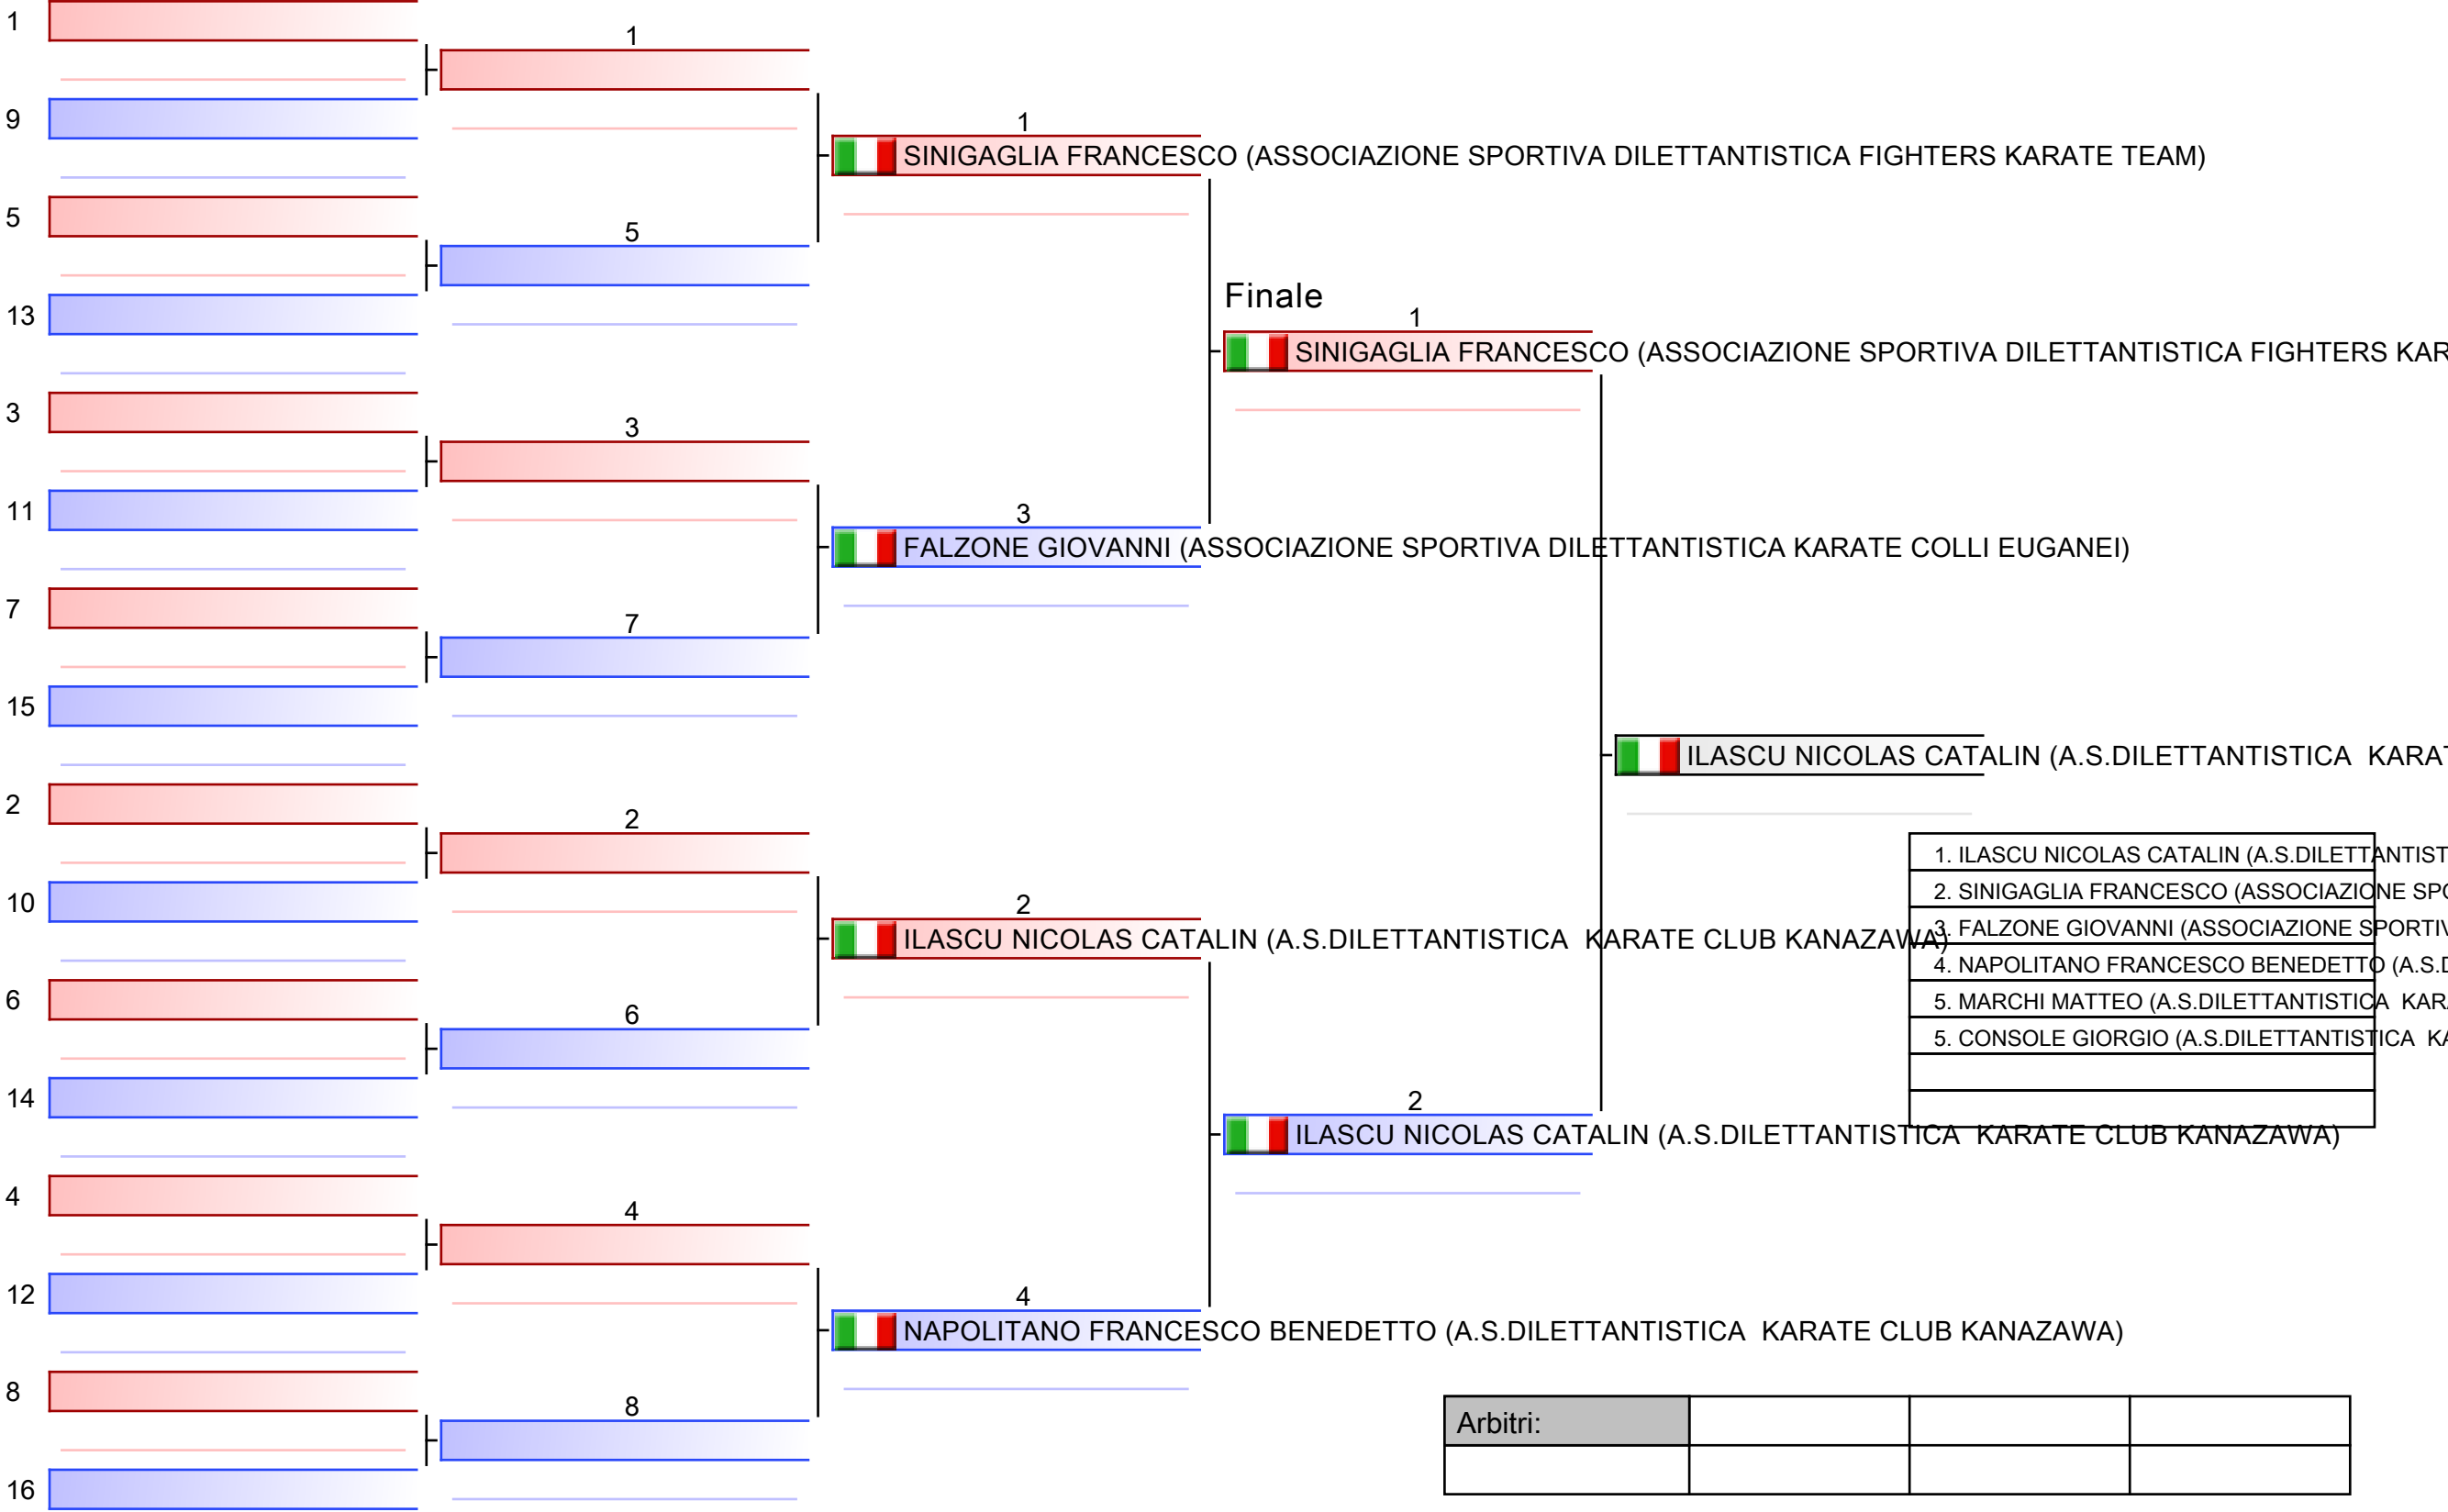 1
1
9
1
SINIGAGLIA FRANCESCO (ASSOCIAZIONE SPORTIVA DILETTANTISTICA FIGHTERS KARATE TEAM)
5
5
13
Finale
1
SINIGAGLIA FRANCESCO (ASSOCIAZIONE SPORTIVA DILETTANTISTICA FIGHTERS KAR
3
3
11
3
FALZONE GIOVANNI (ASSOCIAZIONE SPORTIVA DILETTANTISTICA KARATE COLLI EUGANEI)
7
7
15
ILASCU NICOLAS CATALIN (A.S.DILETTANTISTICA  KARAT
2
2
10
2
ILASCU NICOLAS CATALIN (A.S.DILETTANTISTICA  KARATE CLUB KANAZAWA)
1. ILASCU NICOLAS CATALIN (A.S.DILETTANTIST
2. SINIGAGLIA FRANCESCO (ASSOCIAZIONE SPO
3. FALZONE GIOVANNI (ASSOCIAZIONE SPORTIV
4. NAPOLITANO FRANCESCO BENEDETTO (A.S.D
5. MARCHI MATTEO (A.S.DILETTANTISTICA  KARA
5. CONSOLE GIORGIO (A.S.DILETTANTISTICA  KA
6
6
14
2
ILASCU NICOLAS CATALIN (A.S.DILETTANTISTICA  KARATE CLUB KANAZAWA)
4
4
12
4
NAPOLITANO FRANCESCO BENEDETTO (A.S.DILETTANTISTICA  KARATE CLUB KANAZAWA)
8
8
16
Arbitri: